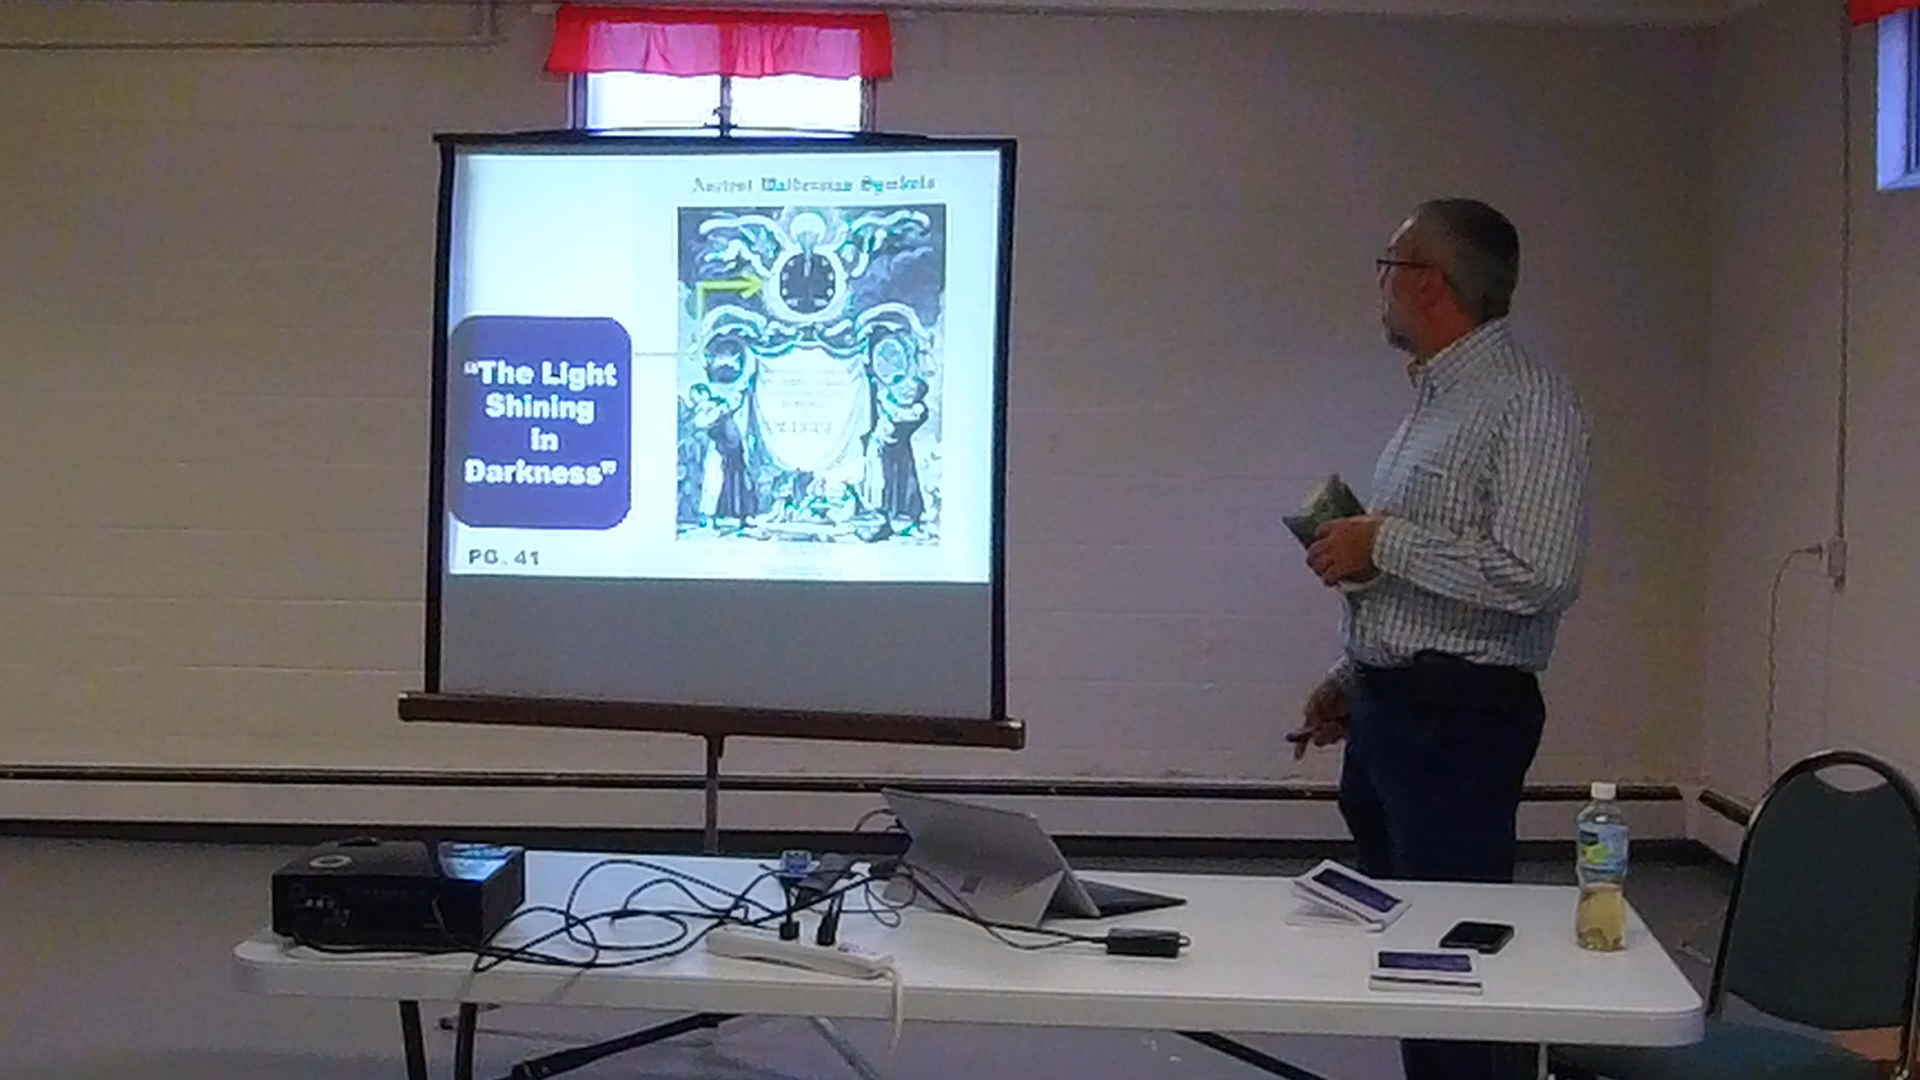 Ancient Waldensian Symbols
"The Light
Shining
in
Darkness"
PG. 41